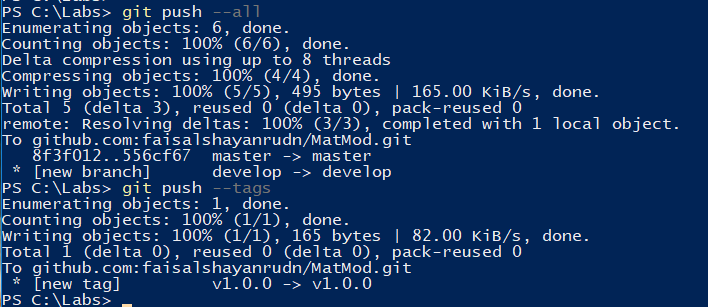 PS C:\Labs> git push --all
Enumerating objects: 6, done.
Counting objects: 100% (6/6), done.
Delta compression using up to 8 threads
Compressing objects: 100% (4/4), done.
Writing objects: 100% (5/5), 495 bytes | 165.00 KiB/s, done.
Total 5 (delta 3), reused 0 (delta 0), pack-reused 0
remote: Resolving deltas: 100% (3/3), completed with 1 local object.
To github.com:faisalshayanrudn/MatMod.git
   8f3f012..556cf67  master -> master
 * [new branch]      develop -> develop
PS C:\Labs> git push --tags
Enumerating objects: 1, done.
Counting objects: 100% (1/1), done.
Writing objects: 100% (1/1), 165 bytes | 82.00 KiB/s, done.
Total 1 (delta 0), reused 0 (delta 0), pack-reused 0
To github.com:faisalshayanrudn/MatMod.git
 * [new tag]         v1.0.0 -> v1.0.0
PS C:\Labs>